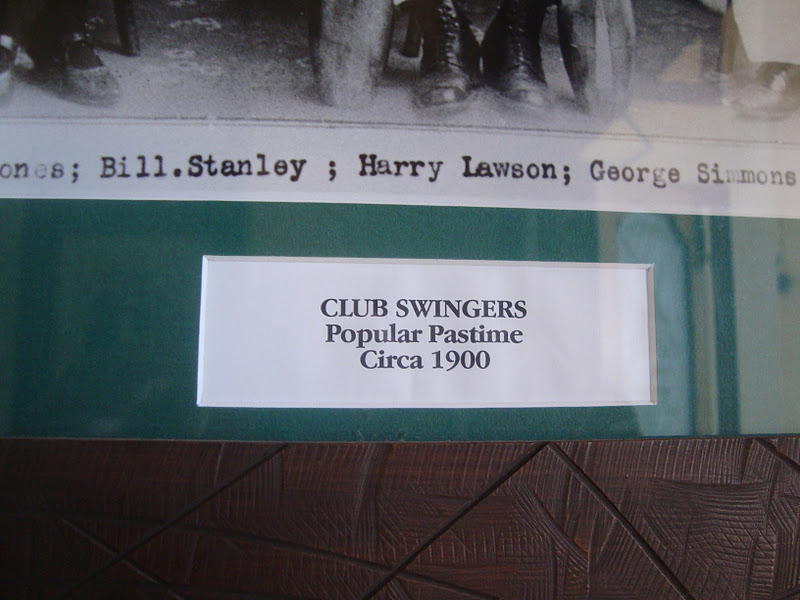 ones; Bill.Stanley ; Harry Lawson; George Simmons
CLUB SWINGERS
Popular Pastime
Circa 1900